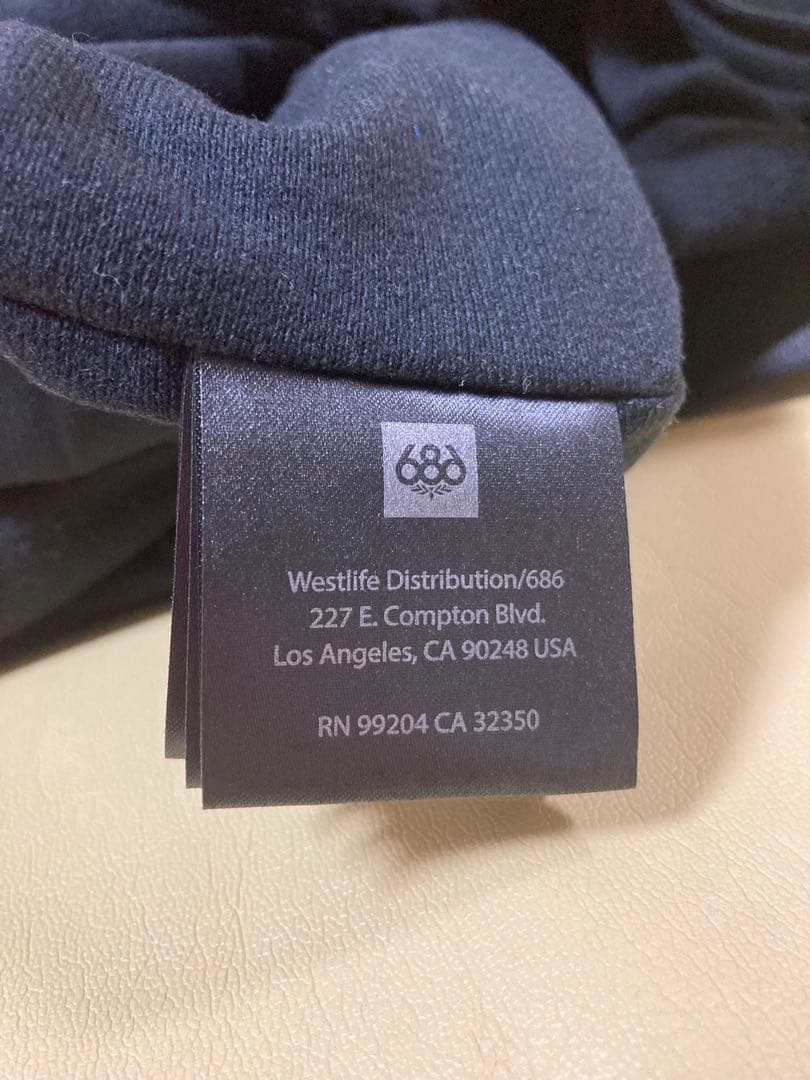 686
Westlife Distribution/686
227 E. Compton Blvd.
Los Angeles, CA 90248 USA
RN 99204 CA 32350